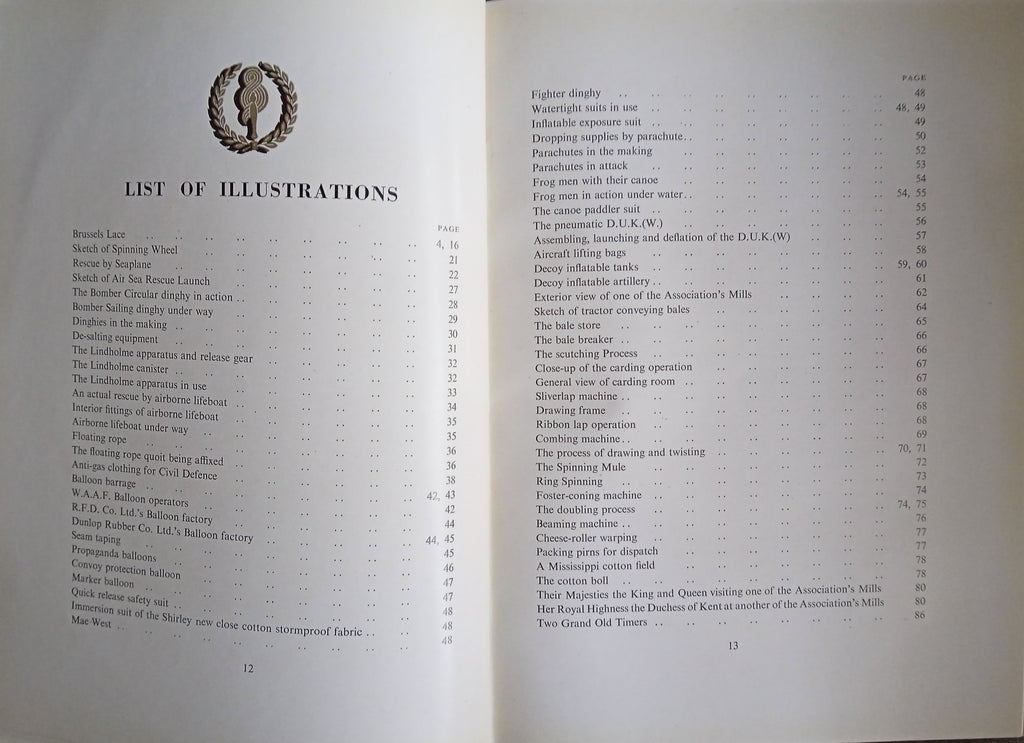 LIST OF ILLUSTRATIONS
PAGE
Brussels Lace .. .. .. .. .. .. .. .. .. .. 4, 16
Sketch of Spinning Wheel .. .. .. .. .. .. .. .. 21
Rescue by Seaplane .. .. .. .. .. .. .. .. .. 22
Sketch of Air Sea Rescue Launch .. .. .. .. .. .. .. 27
The Bomber Circular dinghy in action .. .. .. .. .. .. .. 28
Bomber Sailing dinghy under way .. .. .. .. .. .. .. 29
Dinghies in the making .. .. .. .. .. .. .. .. 30
De-salting equipment .. .. .. .. .. .. .. .. 31
The Lindholme apparatus and release gear .. .. .. .. .. .. 32
The Lindholme canister .. .. .. .. .. .. .. .. 32
The Lindholme apparatus in use .. .. .. .. .. .. .. 33
An actual rescue by airborne lifeboat .. .. .. .. .. .. 34
Interior fittings of airborne lifeboat .. .. .. .. .. .. 35
Airborne lifeboat under way .. .. .. .. .. .. .. 35
Floating rope .. .. .. .. .. .. .. .. .. 36
The floating rope quoit being affixed .. .. .. .. .. .. 36
Anti-gas clothing for Civil Defence .. .. .. .. .. .. 38
Balloon barrage .. .. .. .. .. .. .. .. .. 42, 43
W.A.A.F. Balloon operators .. .. .. .. .. .. .. 42
R.F.D. Co. Ltd.'s Balloon factory .. .. .. .. .. .. 44
Dunlop Rubber Co. Ltd.'s Balloon factory .. .. .. .. .. 44, 45
Seam taping .. .. .. .. .. .. .. .. .. 45
Propaganda balloons .. .. .. .. .. .. .. .. 46
Convoy protection balloon .. .. .. .. .. .. .. 47
Marker balloon .. .. .. .. .. .. .. .. .. 47
Quick release safety suit .. .. .. .. .. .. .. .. 48
Immersion suit of the Shirley new close cotton stormproof fabric .. .. 48
Mae West .. .. .. .. .. .. .. .. .. 48
12
PAGE
Fighter dinghy .. .. .. .. .. .. .. .. .. 48
Watertight suits in use .. .. .. .. .. .. .. .. 48, 49
Inflatable exposure suit .. .. .. .. .. .. .. .. 49
Dropping supplies by parachute.. .. .. .. .. .. .. .. 50
Parachutes in the making .. .. .. .. .. .. .. 52
Parachutes in attack .. .. .. .. .. .. .. .. 53
Frog men with their canoe .. .. .. .. .. .. .. 54
Frog men in action under water.. .. .. .. .. .. .. .. 54, 55
The canoe paddler suit .. .. .. .. .. .. .. .. 55
The pneumatic D.U.K.(W.) .. .. .. .. .. .. .. 56
Assembling, launching and deflation of the D.U.K.(W) .. .. .. 57
Aircraft lifting bags .. .. .. .. .. .. .. .. 58
Decoy inflatable tanks .. .. .. .. .. .. .. .. 59, 60
Decoy inflatable artillery.. .. .. .. .. .. .. .. 61
Exterior view of one of the Association's Mills .. .. .. .. 62
Sketch of tractor conveying bales .. .. .. .. .. .. 64
The bale store .. .. .. .. .. .. .. .. .. 65
The bale breaker .. .. .. .. .. .. .. .. .. 66
The scutching Process .. .. .. .. .. .. .. .. 66
Close-up of the carding operation .. .. .. .. .. .. 67
General view of carding room .. .. .. .. .. .. .. 67
Sliverlap machine .. .. .. .. .. .. .. .. .. 68
Drawing frame .. .. .. .. .. .. .. .. .. 68
Ribbon lap operation .. .. .. .. .. .. .. .. 68
Combing machine.. .. .. .. .. .. .. .. .. 69
The process of drawing and twisting .. .. .. .. .. .. 70, 71
The Spinning Mule .. .. .. .. .. .. .. .. 72
Ring Spinning .. .. .. .. .. .. .. .. .. 73
Foster-coning machine .. .. .. .. .. .. .. .. 74
The doubling process .. .. .. .. .. .. .. .. 74, 75
Beaming machine .. .. .. .. .. .. .. .. .. 76
Cheese-roller warping .. .. .. .. .. .. .. .. 77
Packing pirns for dispatch .. .. .. .. .. .. .. 77
A Mississippi cotton field .. .. .. .. .. .. .. 78
The cotton boll .. .. .. .. .. .. .. .. .. 78
Their Majesties the King and Queen visiting one of the Association's Mills 80
Her Royal Highness the Duchess of Kent at another of the Association's Mills 80
Two Grand Old Timers .. .. .. .. .. .. .. .. 86
13